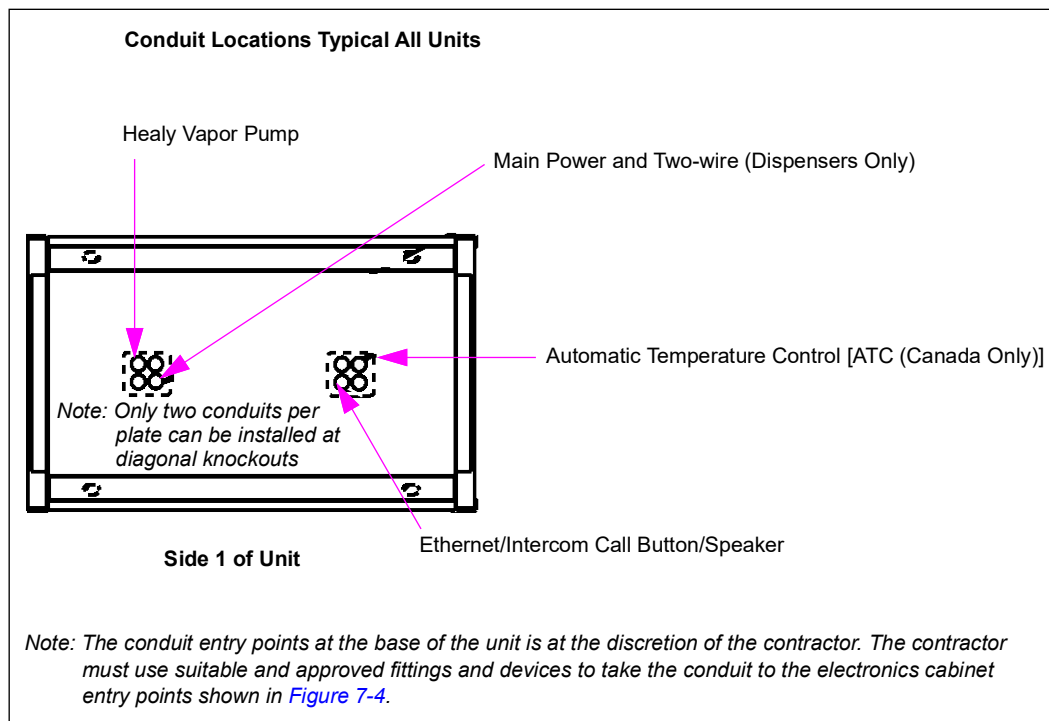 Conduit Locations Typical All Units
Healy Vapor Pump
Main Power and Two-wire (Dispensers Only)
Automatic Temperature Control [ATC (Canada Only)]
Note: Only two conduits per
plate can be installed at
diagonal knockouts
Ethernet/Intercom Call Button/Speaker
Side 1 of Unit
Note: The conduit entry points at the base of the unit is at the discretion of the contractor. The contractor
must use suitable and approved fittings and devices to take the conduit to the electronics cabinet
entry points shown in Figure 7-4.